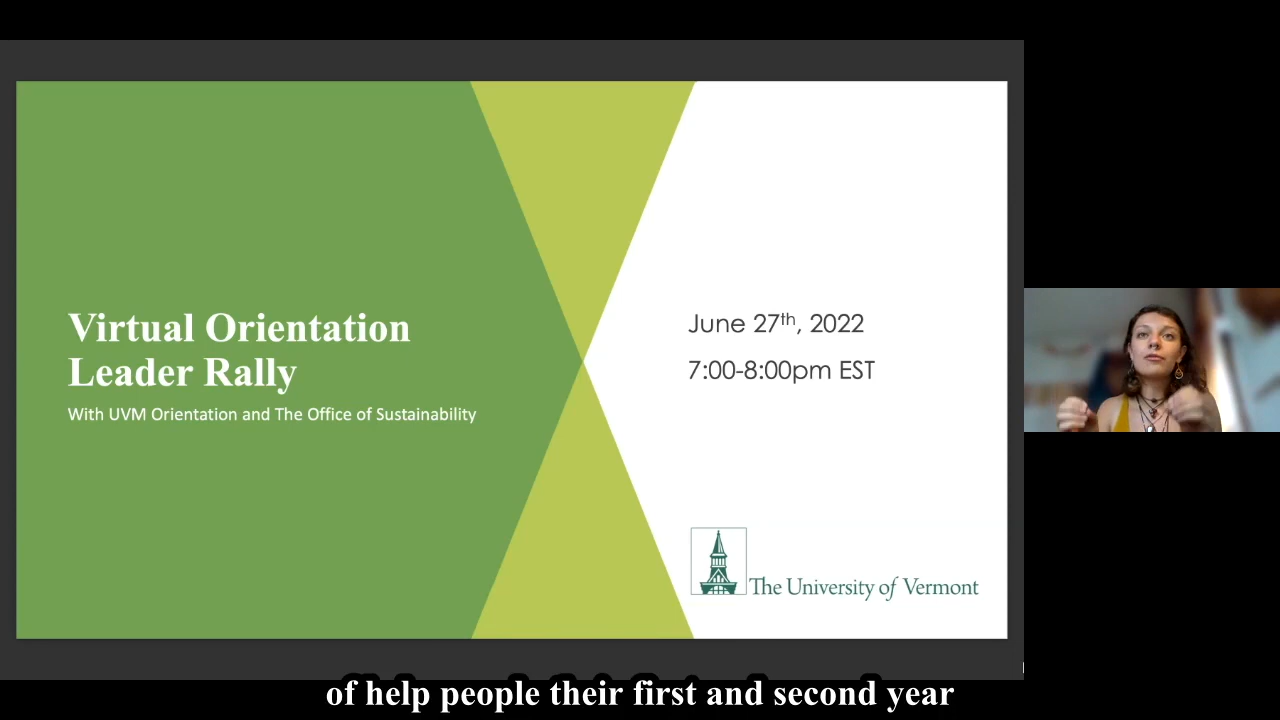 Virtual Orientation
Leader Rally
With UVM Orientation and The Office of Sustainability
June 27th, 2022
7:00-8:00pm EST
The University of Vermont
of help people their first and second year